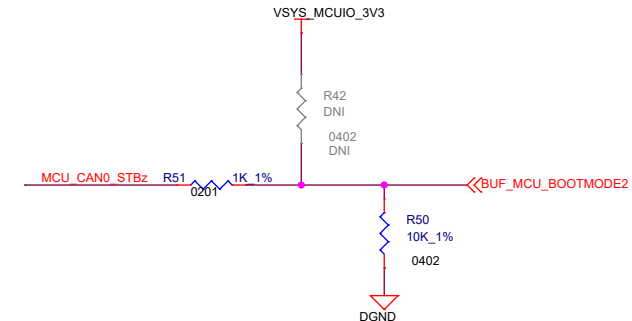 VSYS_MCUIO_3V3
R42
DNI
0402
DNI
MCU_CAN0_STBz R51 1K_1%
0201
BUF_MCU_BOOTMODE2
R50
10K_1%
0402
DGND